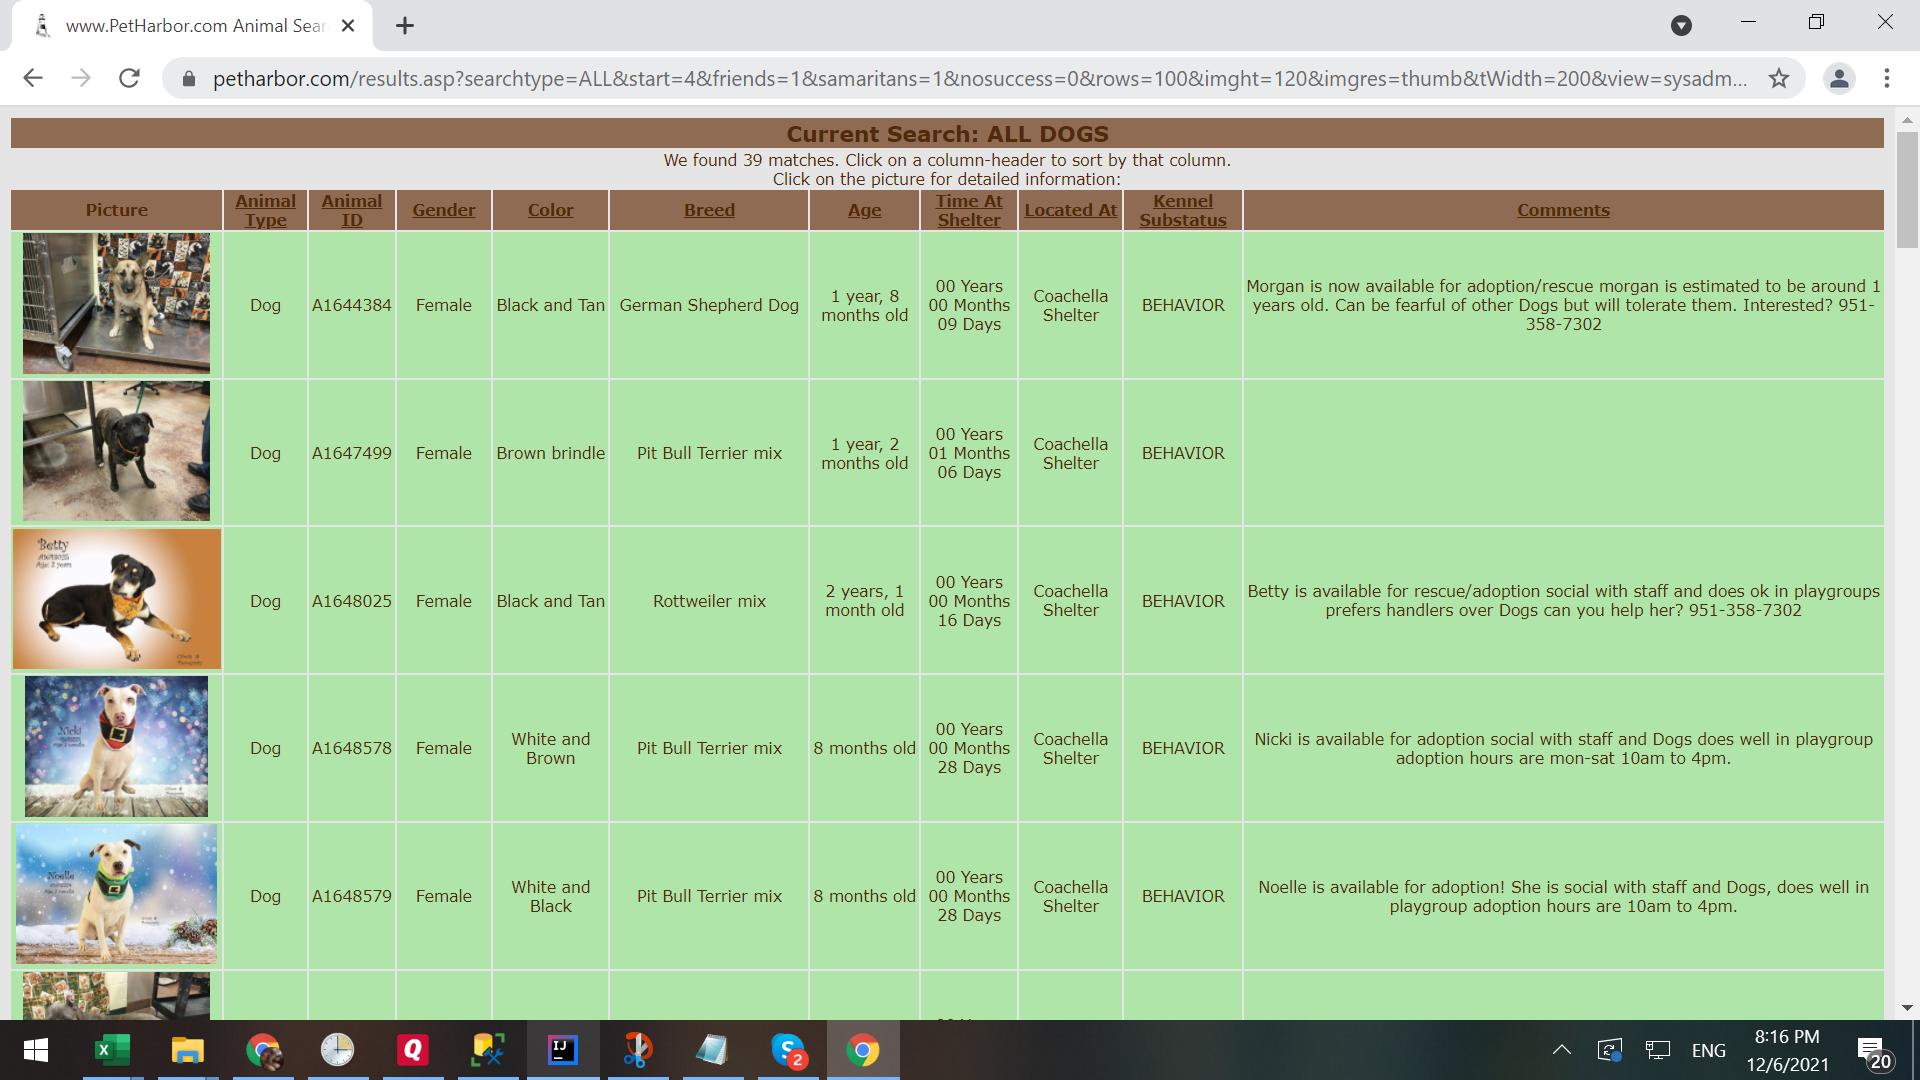 www.PetHarbor.com Animal Sear
petharbor.com/results.asp?searchtype=ALL&start=4&friends=1&samaritans=1&nosuccess=0&rows=100&imght=120&imgres=thumb&tWidth=200&view=sysadm...
Current Search: ALL DOGS
We found 39 matches. Click on a column-header to sort by that column.
Click on the picture for detailed information:
Picture
Animal
Type
Animal
ID
Gender
Color
Breed
Age
Time At
Shelter
Located At
Kennel
Substatus
Comments
Dog
A1644384
Female
Black and Tan
German Shepherd Dog
1 year, 8
months old
00 Years
00 Months
09 Days
Coachella
Shelter
BEHAVIOR
Morgan is now available for adoption/rescue morgan is estimated to be around 1
years old. Can be fearful of other Dogs but will tolerate them. Interested? 951-
358-7302
Dog
A1647499
Female
Brown brindle
Pit Bull Terrier mix
1 year, 2
months old
00 Years
01 Months
06 Days
Coachella
Shelter
BEHAVIOR
Betty
Age: 2 years
Dog
A1648025
Female
Black and Tan
Rottweiler mix
2 years, 1
month old
00 Years
00 Months
16 Days
Coachella
Shelter
BEHAVIOR
Betty is available for rescue/adoption social with staff and does ok in playgroups
prefers handlers over Dogs can you help her? 951-358-7302
Nicki
Dog
A1648578
Female
White and
Brown
Pit Bull Terrier mix
8 months old
00 Years
00 Months
28 Days
Coachella
Shelter
BEHAVIOR
Nicki is available for adoption social with staff and Dogs does well in playgroup
adoption hours are mon-sat 10am to 4pm.
Noelle
Dog
A1648579
Female
White and
Black
Pit Bull Terrier mix
8 months old
00 Years
00 Months
28 Days
Coachella
Shelter
BEHAVIOR
Noelle is available for adoption! She is social with staff and Dogs, does well in
playgroup adoption hours are 10am to 4pm.
X
Q
IJ
S
2
ENG
8:16 PM
12/6/2021
20